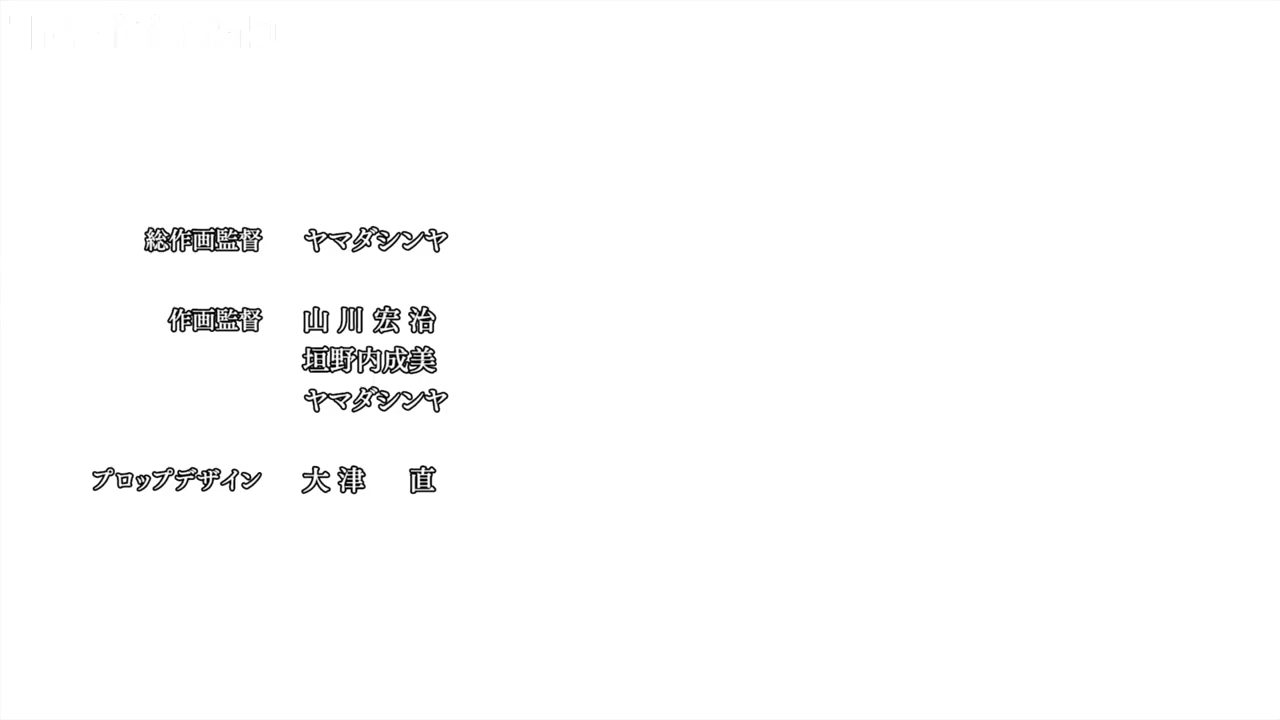 総作画監督 ヤマダシンヤ
作画監督 山川宏治
垣野内成美
ヤマダシンヤ
プロップデザイン 大津 直